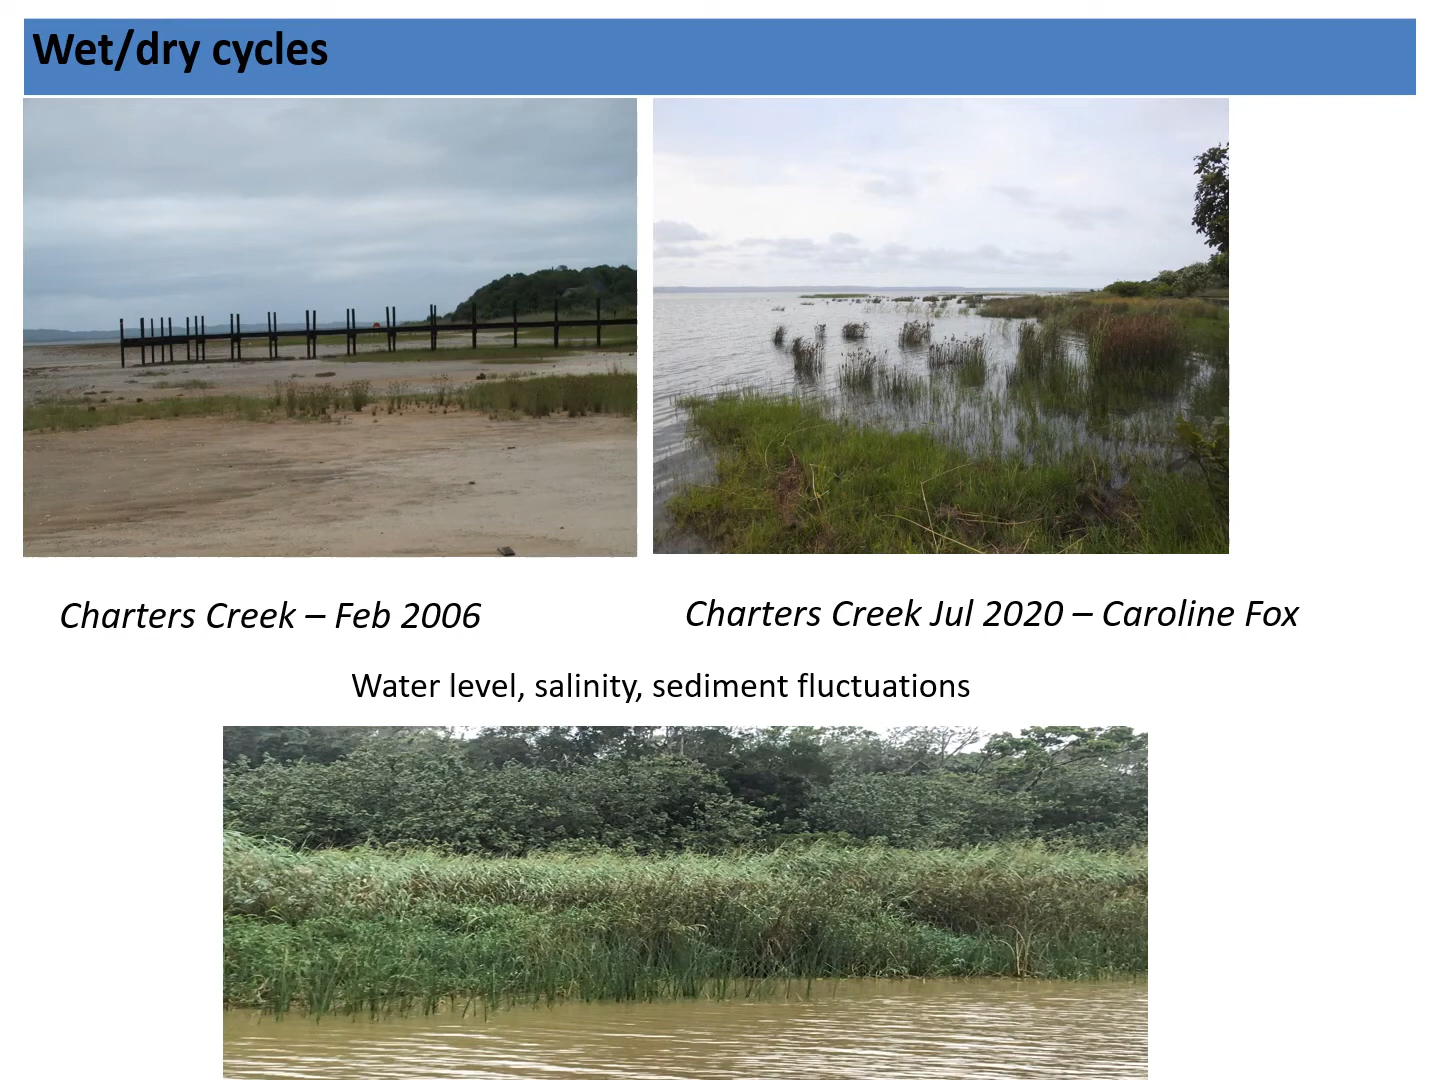 Wet/dry cycles
Charters Creek – Feb 2006
Charters Creek Jul 2020 – Caroline Fox
Water level, salinity, sediment fluctuations